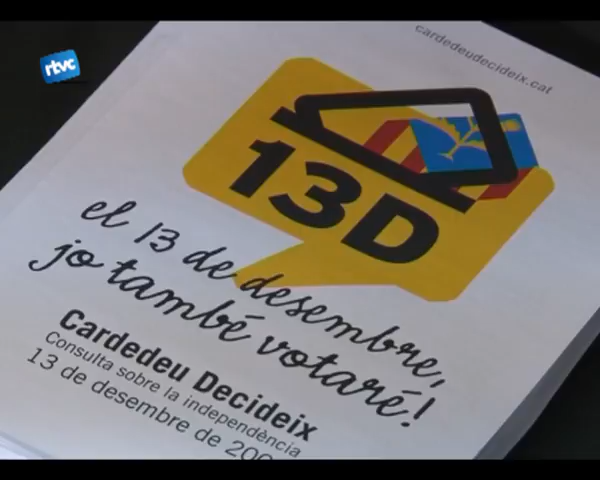 rtvc
cardedeudecideix.cat
13D
el 13 de desembre,
jo també votaré!
Cardedeu Decideix
Consulta sobre la independència
13 de desembre de